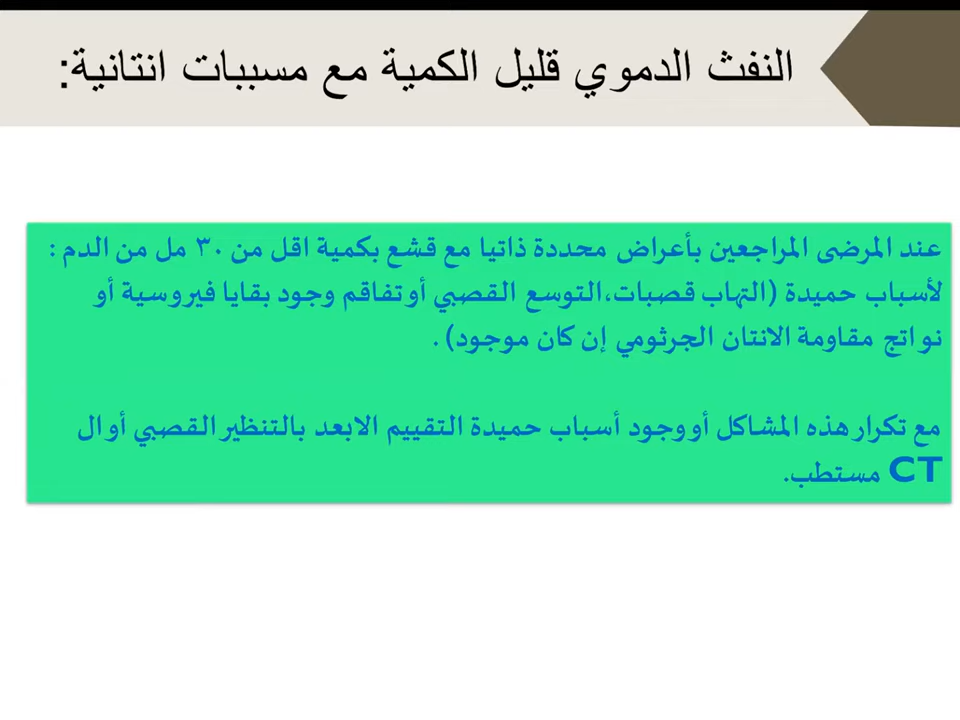 النفث الدموي قليل الكمية مع مسببات انتانية:
عند المرضى المراجعين بأعراض محددة ذاتيا مع قشع بكمية اقل من ٣٠ مل من الدم :
لأسباب حميدة (التهاب قصبات،التوسع القصبي أوتفاقم وجود بقايا فيروسية أو
نواتج مقاومة الانتان الجرثومي إن كان موجود) .
مع تكرارهذه المشاكل أووجود أسباب حميدة التقييم الابعد بالتنظيرالقصبي أوال
CT مستطب.